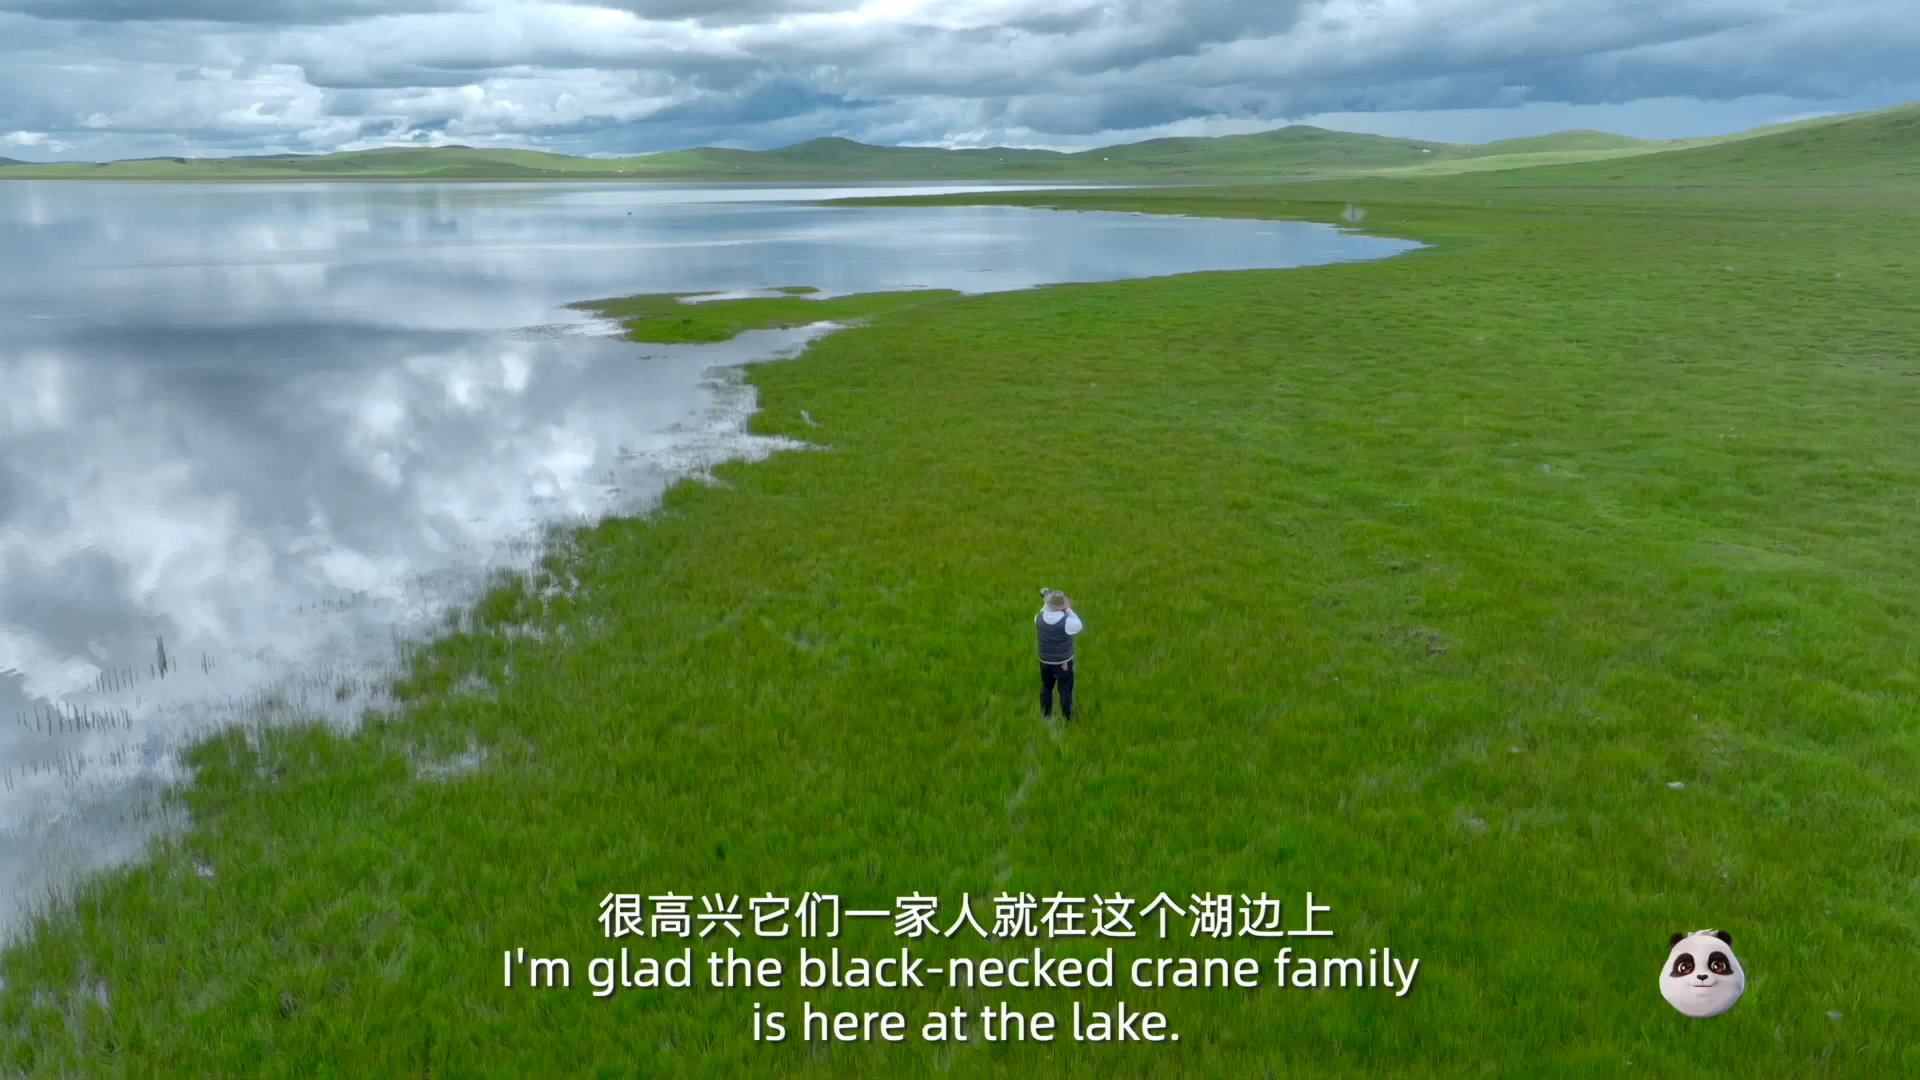 很高兴它们一家人就在这个湖边上
I'm glad the black-necked crane family
is here at the lake.